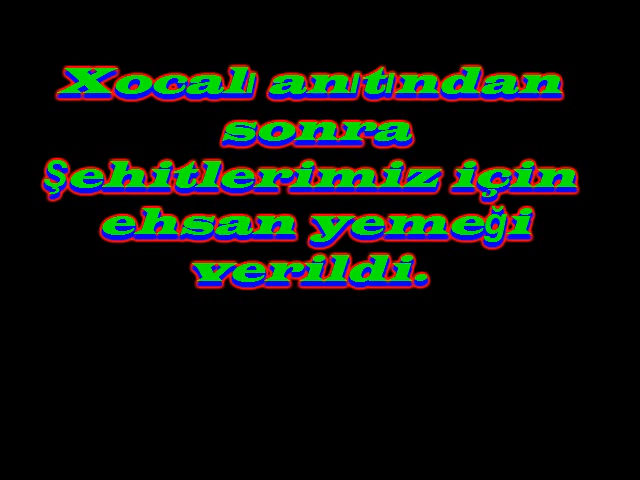 Xocalı anıtından
sonra
Şehitlerimiz için
ehsan yemeği
verildi.